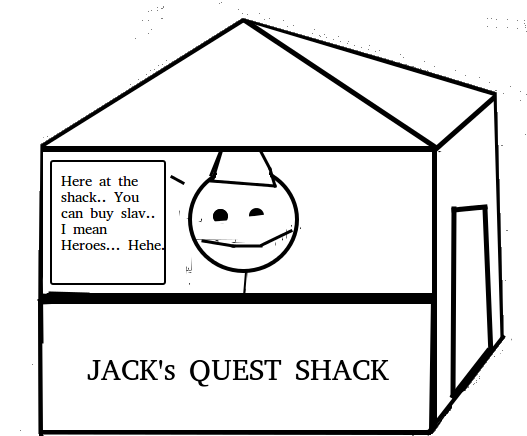 Here at the
shack.. You
can buy slav..
I mean
Heroes... Hehe.
JACK's QUEST SHACK